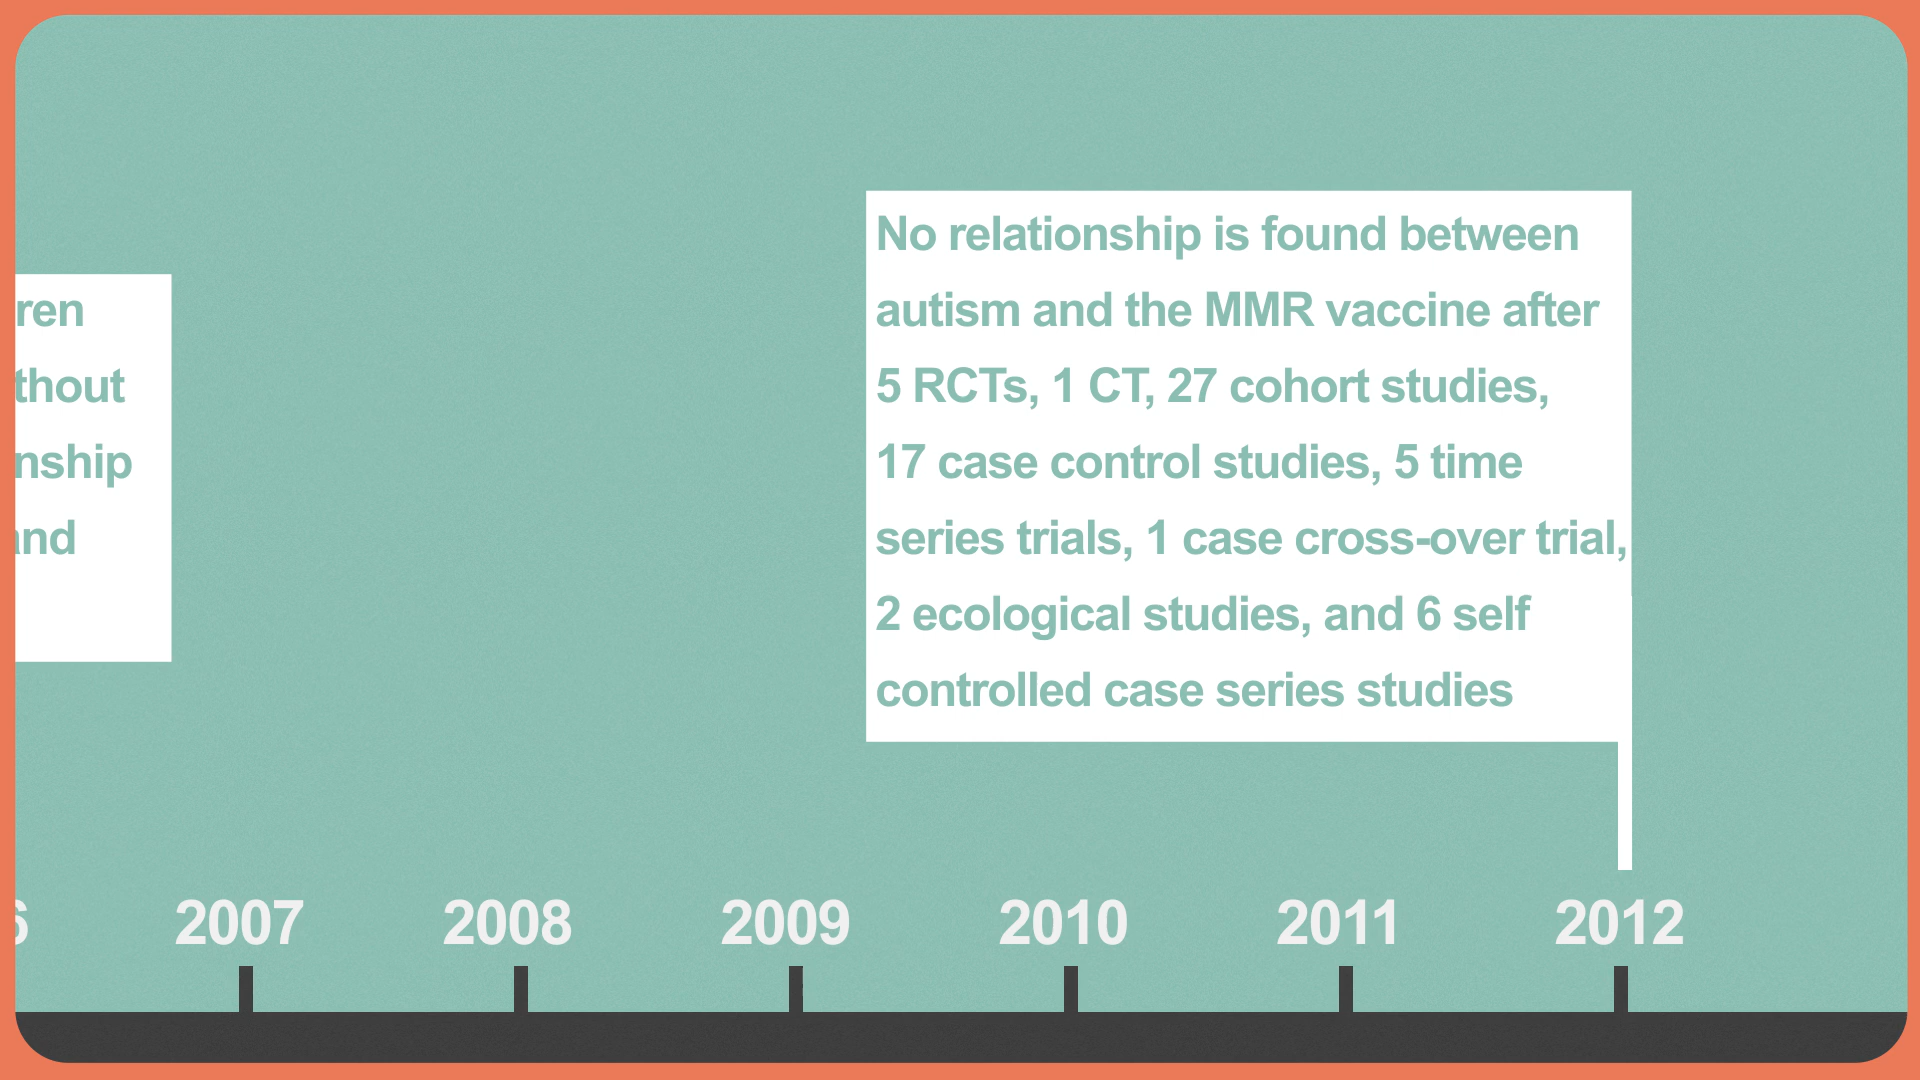 ren
thout
nship
and
No relationship is found between
autism and the MMR vaccine after
5 RCTs, 1 CT, 27 cohort studies,
17 case control studies, 5 time
series trials, 1 case cross-over trial,
2 ecological studies, and 6 self
controlled case series studies
6 2007 2008 2009 2010 2011 2012